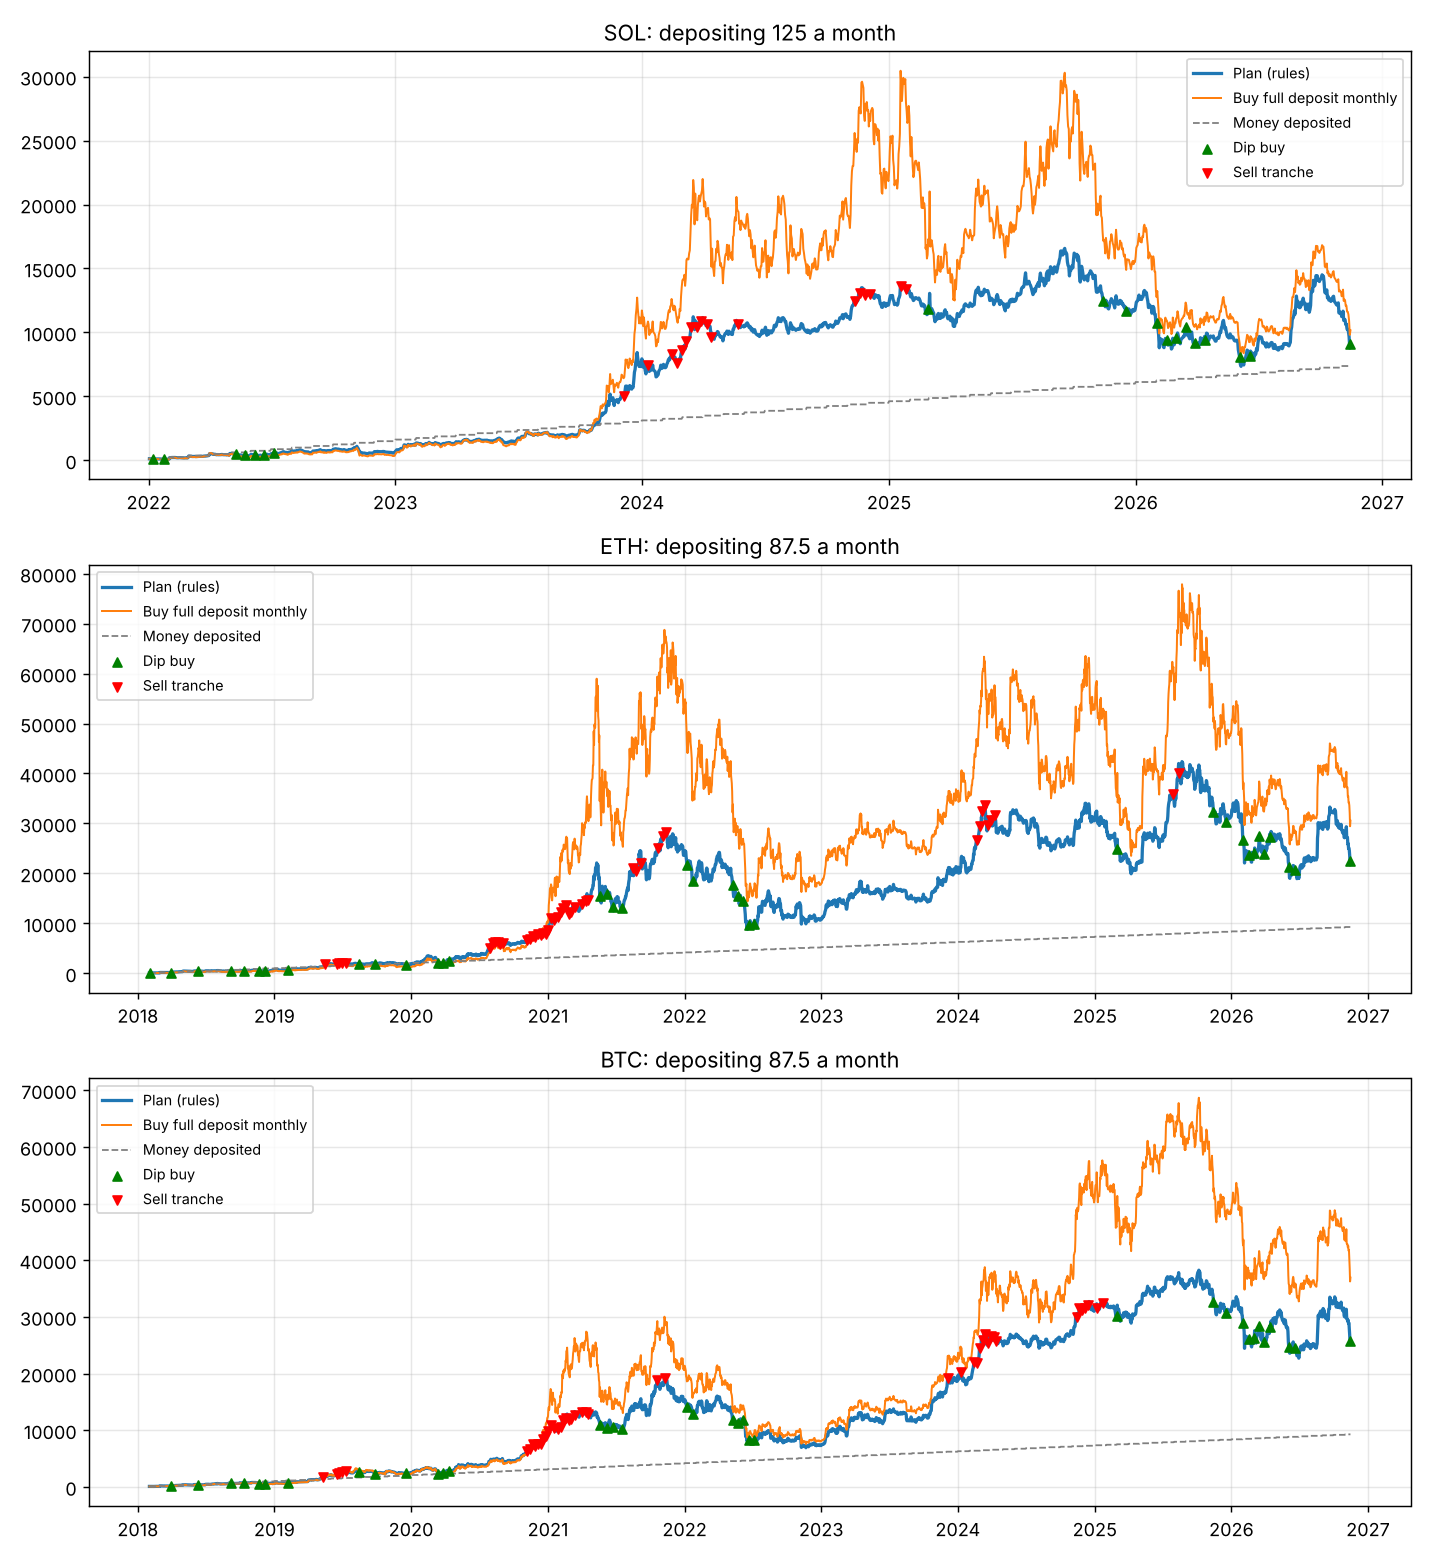 SOL: depositing 125 a month
30000
25000
20000
15000
10000
5000
0
Plan (rules)
Buy full deposit monthly
Money deposited
Dip buy
Sell tranche
2022 2023 2024 2025 2026 2027
ETH: depositing 87.5 a month
80000
70000
60000
50000
40000
30000
20000
10000
0
Plan (rules)
Buy full deposit monthly
Money deposited
Dip buy
Sell tranche
2018 2019 2020 2021 2022 2023 2024 2025 2026 2027
BTC: depositing 87.5 a month
70000
60000
50000
40000
30000
20000
10000
0
Plan (rules)
Buy full deposit monthly
Money deposited
Dip buy
Sell tranche
2018 2019 2020 2021 2022 2023 2024 2025 2026 2027